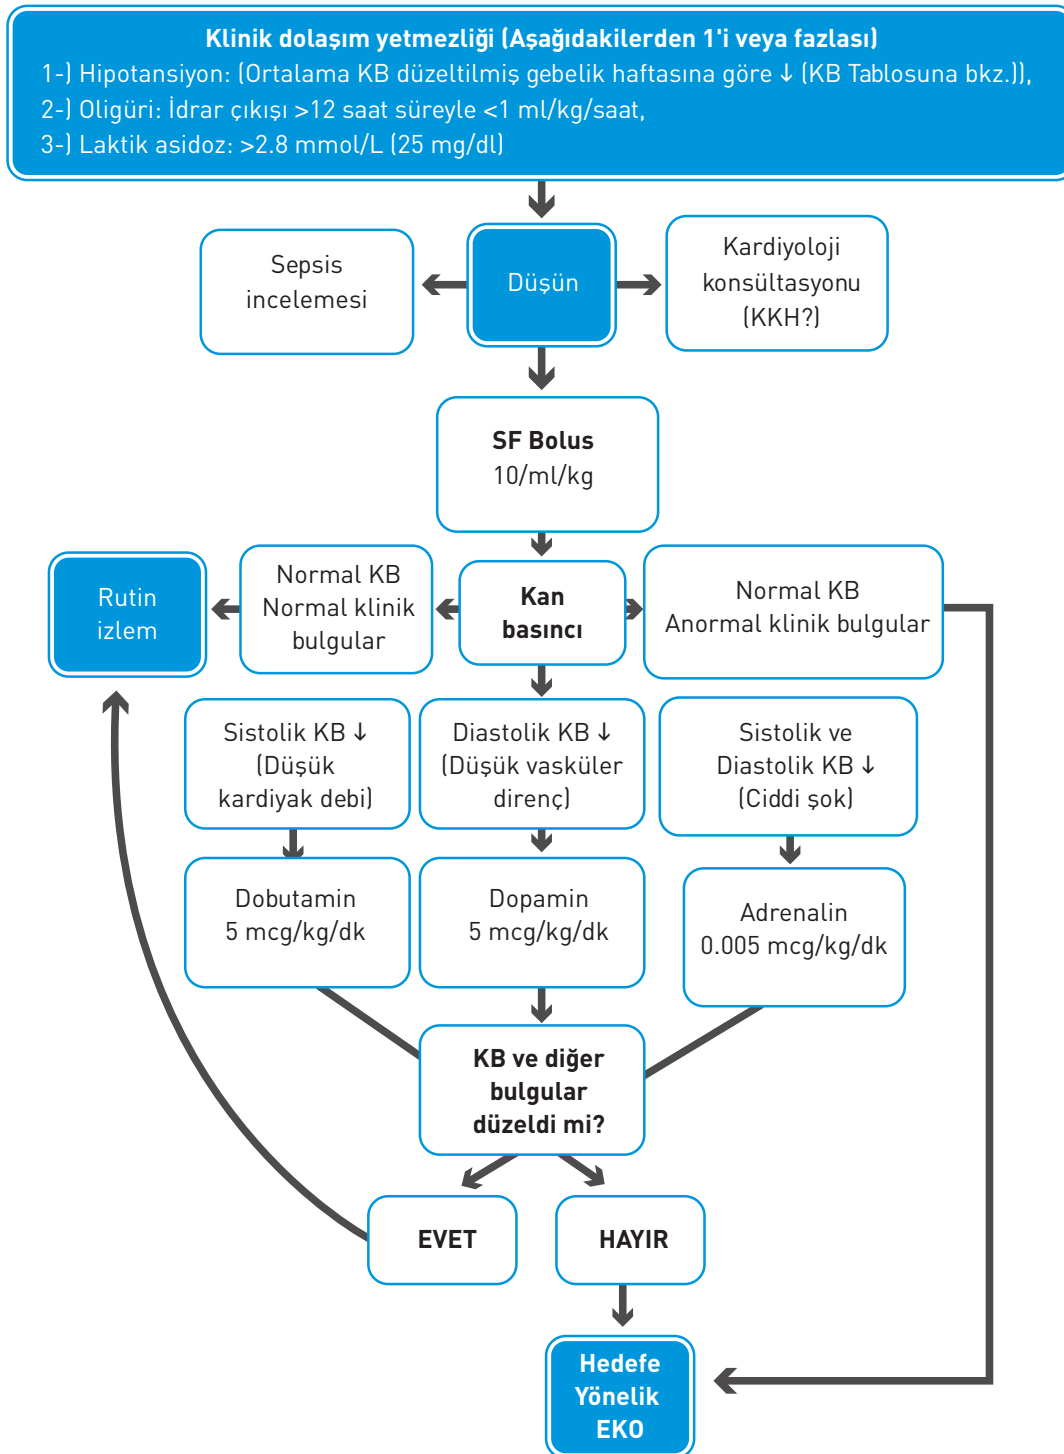 Klinik dolaşım yetmezliği (Aşağıdakilerden 1'i veya fazlası)
1-) Hipotansiyon: (Ortalama KB düzeltilmiş gebelik haftasına göre ↓ (KB Tablosuna bkz.)),
2-) Oligüri: İdrar çıkışı >12 saat süreyle <1 ml/kg/saat,
3-) Laktik asidoz: >2.8 mmol/L (25 mg/dl)
Sepsis
incelemesi
Düşün
Kardiyoloji
konsültasyonu
(KKH?)
SF Bolus
10/ml/kg
Rutin
izlem
Normal KB
Normal klinik
bulgular
Kan
basıncı
Normal KB
Anormal klinik bulgular
Sistolik KB ↓
(Düşük
kardiyak debi)
Diastolik KB ↓
(Düşük vasküler
direnç)
Sistolik ve
Diastolik KB ↓
(Ciddi şok)
Dobutamin
5 mcg/kg/dk
Dopamin
5 mcg/kg/dk
Adrenalin
0.005 mcg/kg/dk
KB ve diğer
bulgular
düzeldi mi?
EVET
HAYIR
Hedefe
Yönelik
EKO